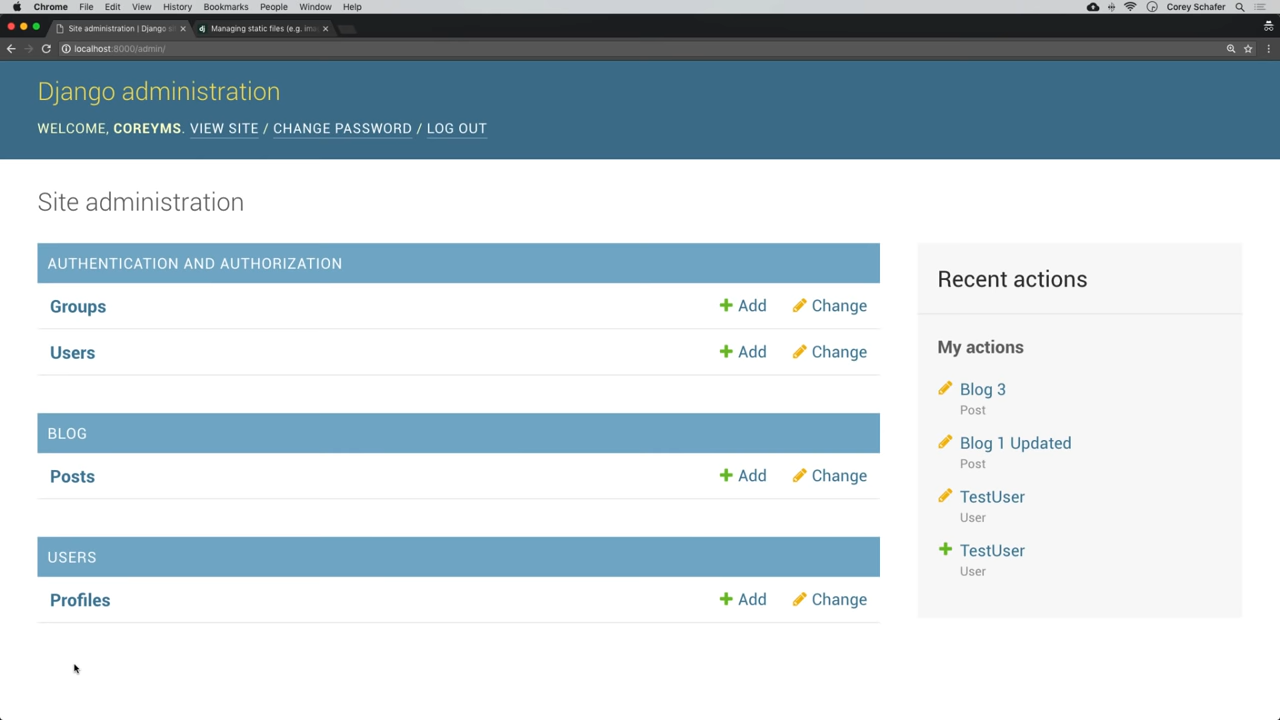 Chrome File Edit View History Bookmarks People Window Help Corey Schafer
Site administration | Django si
Managing static files (e.g. ima
localhost:8000/admin/
Django administration
WELCOME, COREYMS. VIEW SITE / CHANGE PASSWORD / LOG OUT
Site administration
AUTHENTICATION AND AUTHORIZATION
Groups Add Change
Users Add Change
BLOG
Posts Add Change
USERS
Profiles Add Change
Recent actions
My actions
Blog 3
Post
Blog 1 Updated
Post
TestUser
User
TestUser
User